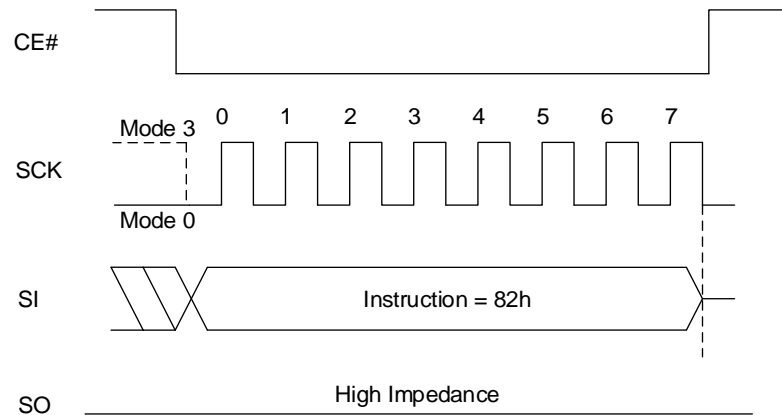 CE#
Mode 3
0 1 2 3 4 5 6 7
SCK
Mode 0
SI
Instruction = 82h
SO
High Impedance